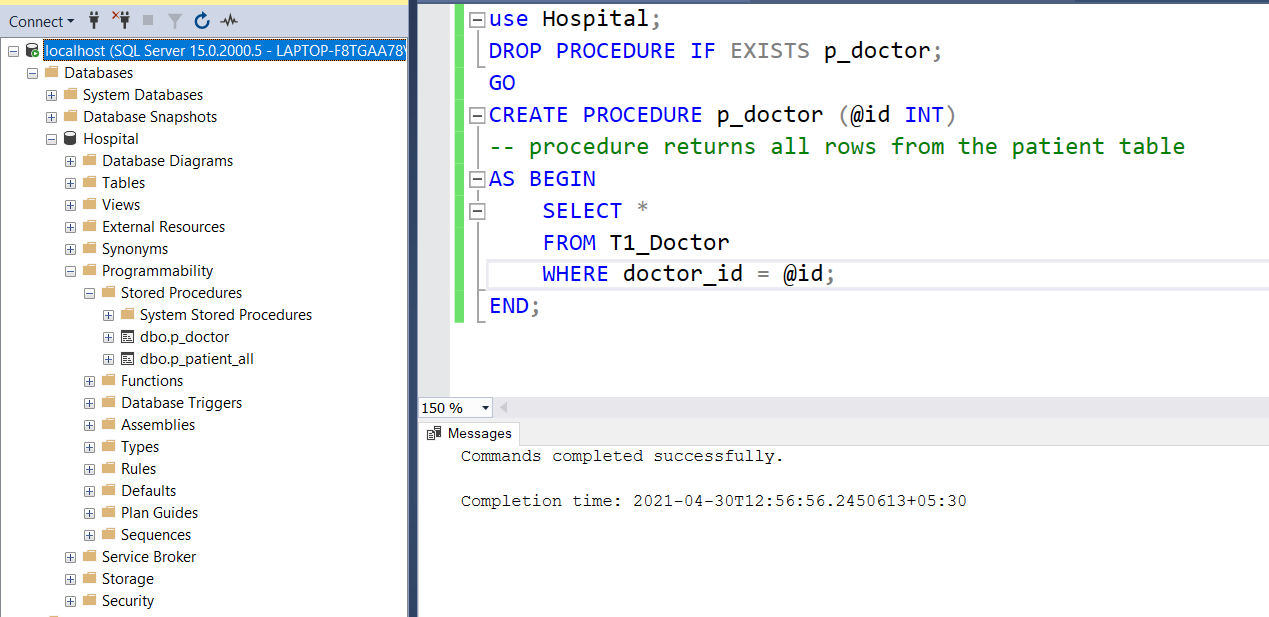 Connect
localhost (SQL Server 15.0.2000.5 - LAPTOP-F8TGAA78
Databases
System Databases
Database Snapshots
Hospital
Database Diagrams
Tables
Views
External Resources
Synonyms
Programmability
Stored Procedures
System Stored Procedures
dbo.p_doctor
dbo.p_patient_all
Functions
Database Triggers
Assemblies
Types
Rules
Defaults
Plan Guides
Sequences
Service Broker
Storage
Security
use Hospital;
DROP PROCEDURE IF EXISTS p_doctor;
GO
CREATE PROCEDURE p_doctor (@id INT)
-- procedure returns all rows from the patient table
AS BEGIN
SELECT *
FROM T1_Doctor
WHERE doctor_id = @id;
END;
150 %
Messages
Commands completed successfully.
Completion time: 2021-04-30T12:56:56.2450613+05:30